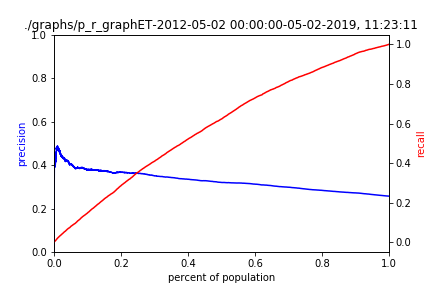 ./graphs/p_r_graphET-2012-05-02 00:00:00-05-02-2019, 11:23:11
1.0
0.8
0.6
0.4
0.2
0.0
precision
1.0
0.8
0.6
0.4
0.2
0.0
recall
0.0 0.2 0.4 0.6 0.8 1.0
percent of population